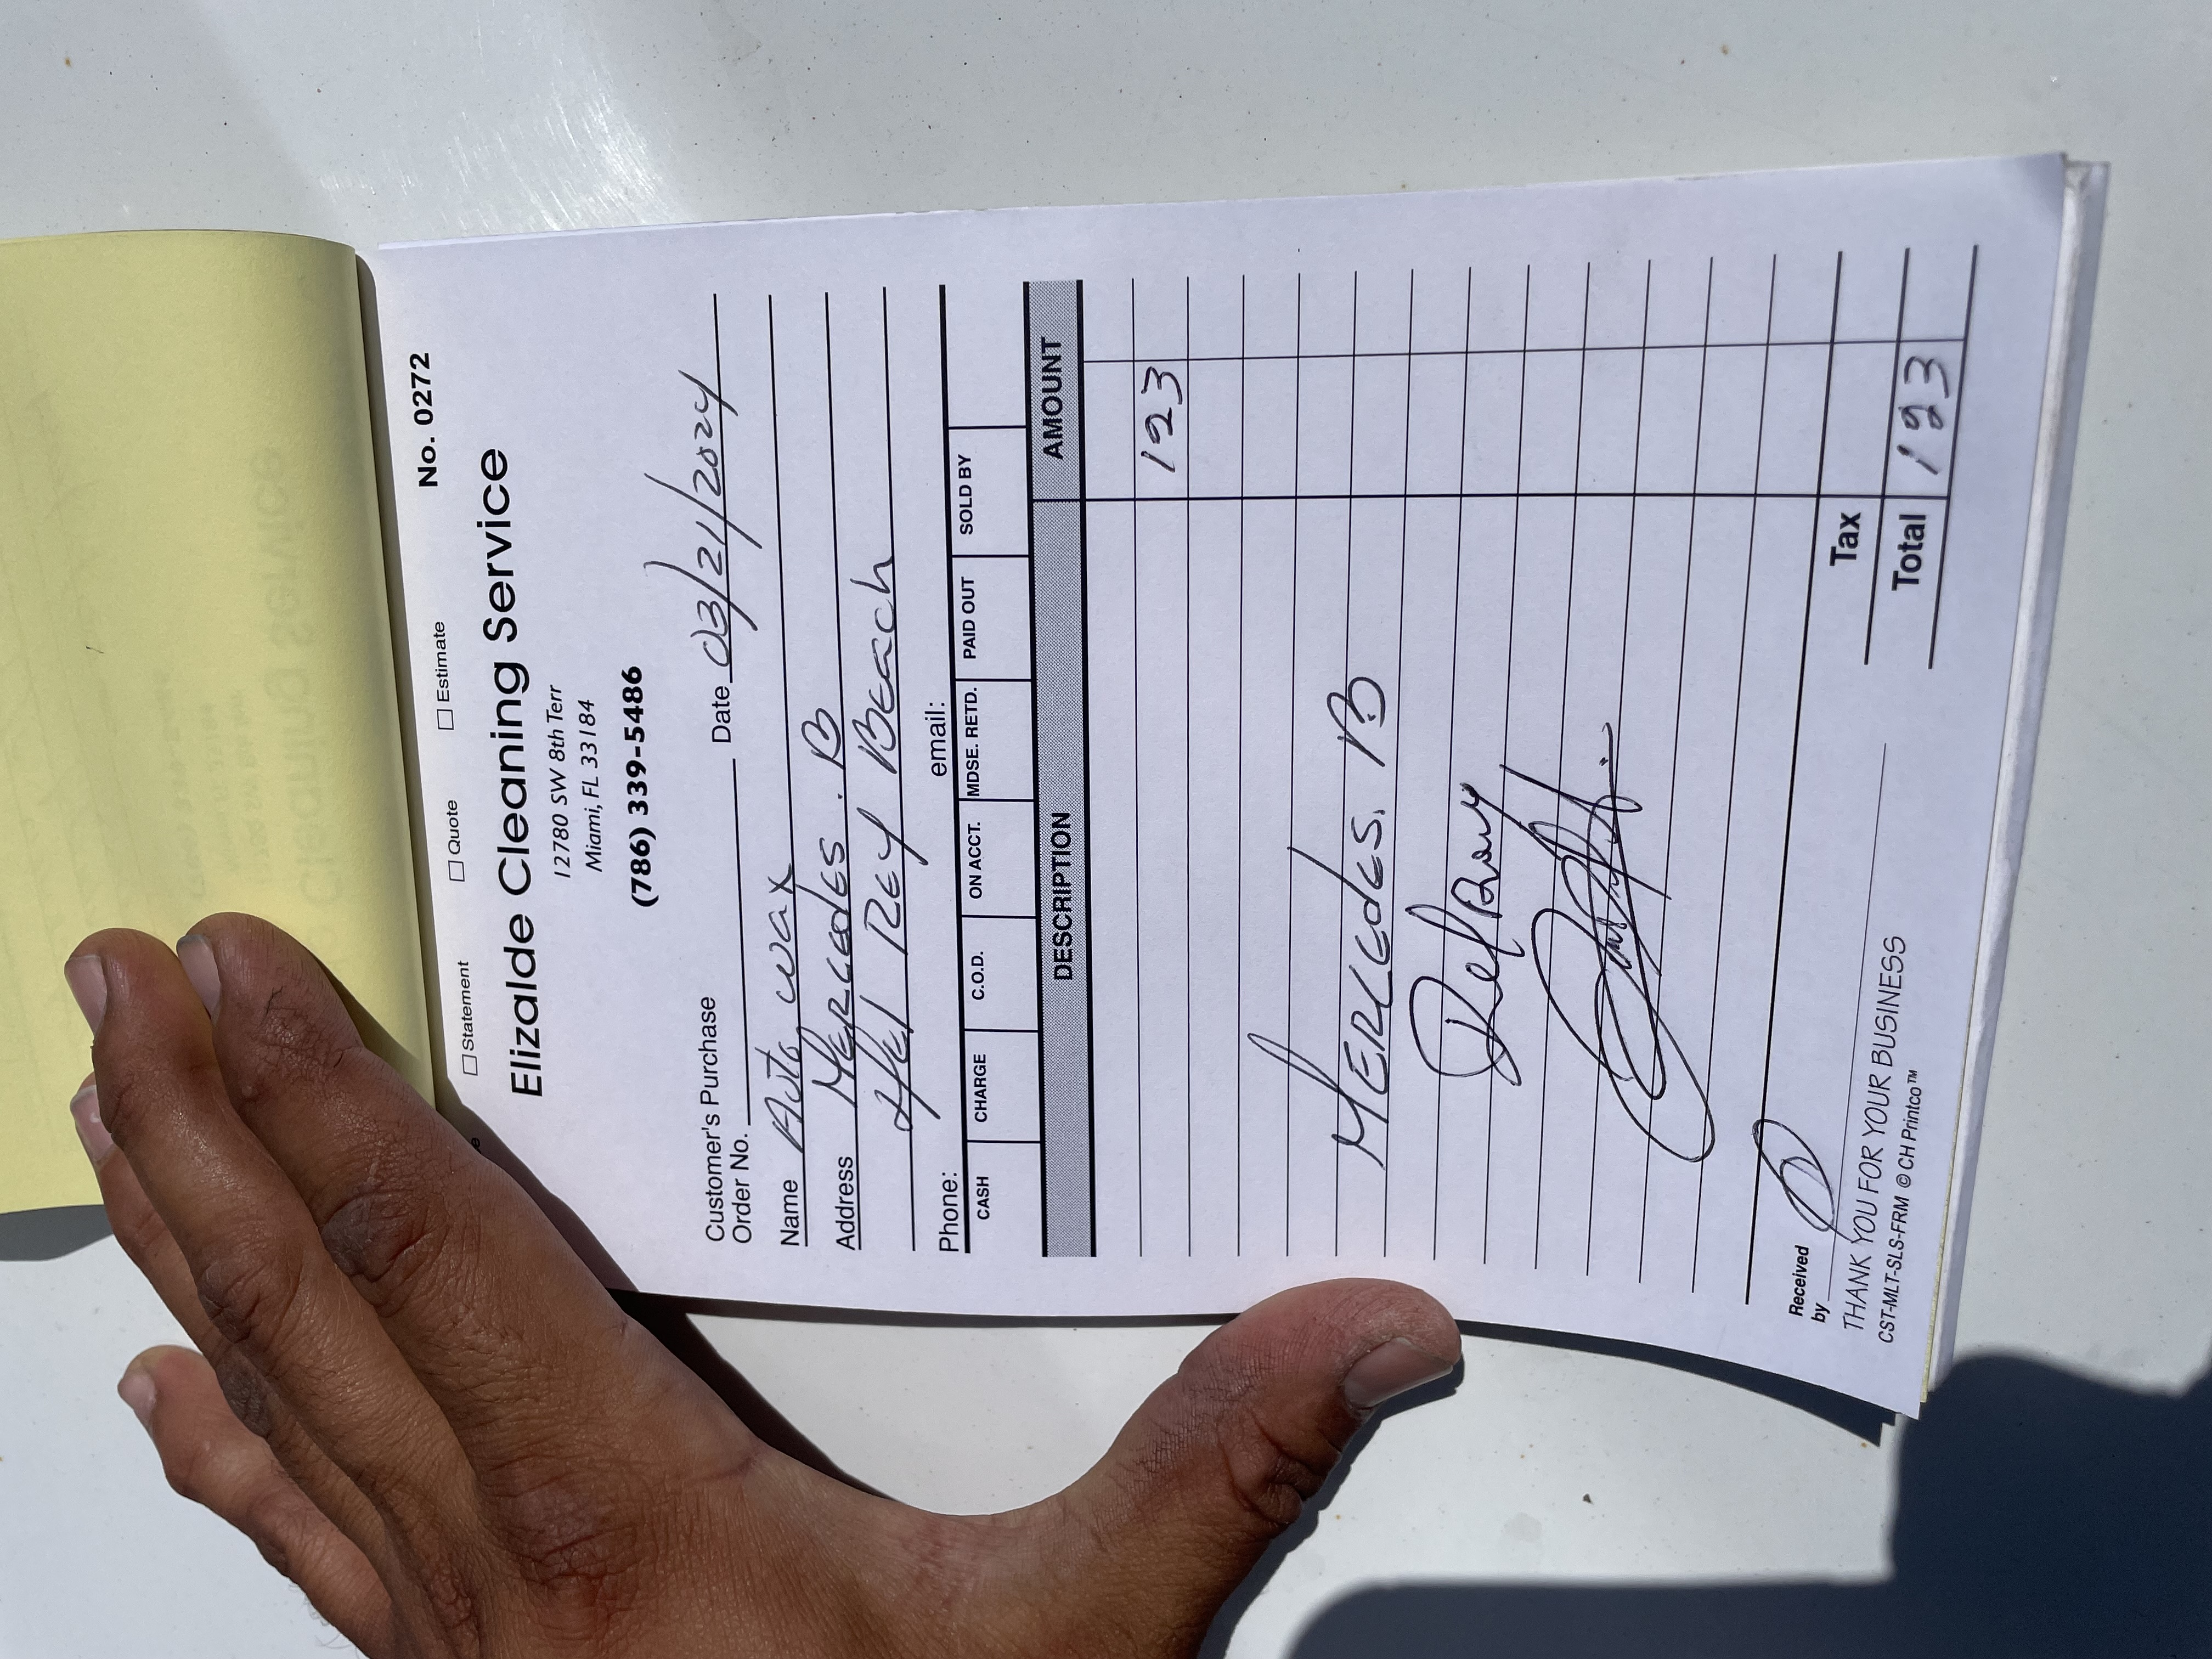 No. 0272
☐ Statement ☐ Quote ☐ Estimate
Elizalde Cleaning Service
12780 SW 8th Terr
Miami, FL 33184
(786) 339-5486
Customer's Purchase
Order No. Date 03/21/2024
Name Auto wax
Address Mercedes. B
Del Rey Beach
Phone: email:
CASH CHARGE C.O.D. ON ACCT. MDSE. RETD. PAID OUT SOLD BY
DESCRIPTION AMOUNT
123
MERCEdES. B
Delray
Tax
Total 123
Received
by
THANK YOU FOR YOUR BUSINESS
CST-MLT-SLS-FRM © CH Printco™